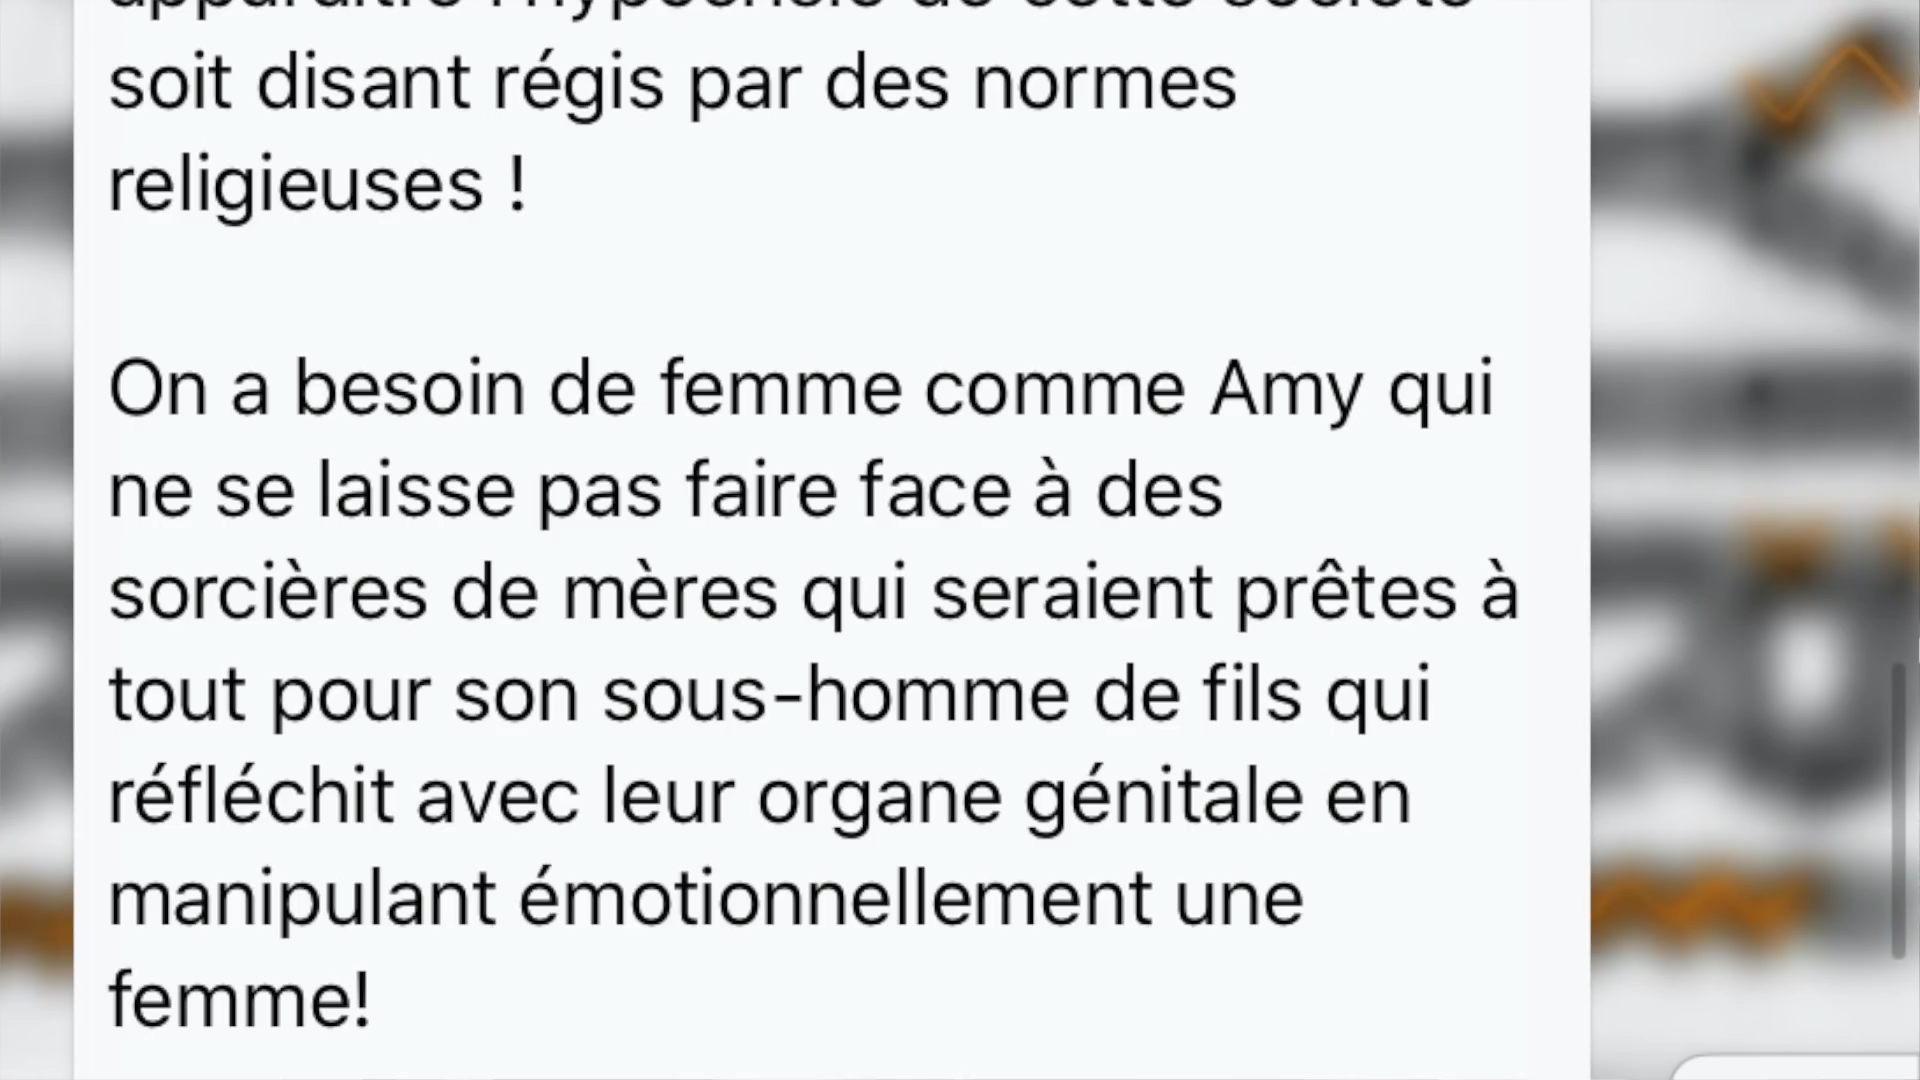 soit disant régis par des normes
religieuses !
On a besoin de femme comme Amy qui
ne se laisse pas faire face à des
sorcières de mères qui seraient prêtes à
tout pour son sous-homme de fils qui
réfléchit avec leur organe génitale en
manipulant émotionnellement une
femme!